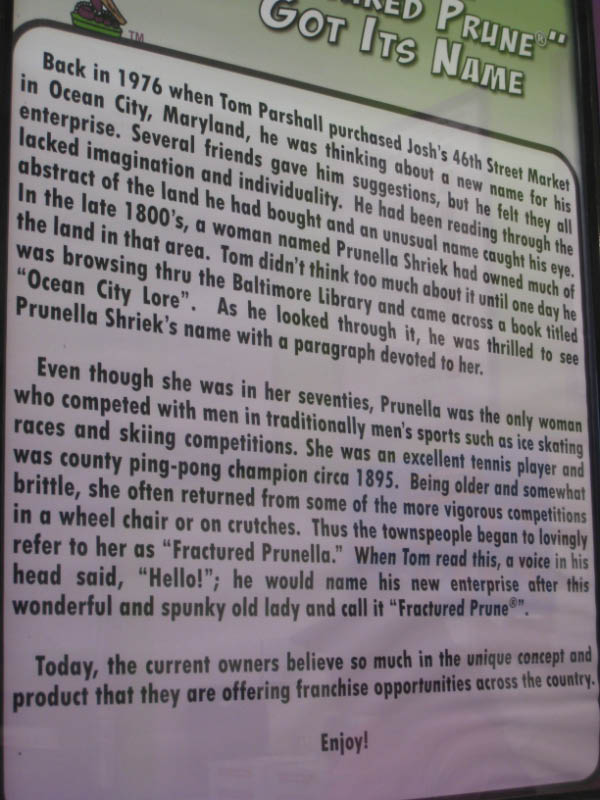 PRUNE®"
GOT ITS NAME
TM
Back in 1976 when Tom Parshall purchased Josh's 46th Street Market
in Ocean City, Maryland, he was thinking about a new name for his
enterprise. Several friends gave him suggestions, but he felt they all
lacked imagination and individuality. He had been reading through the
abstract of the land he had bought and an unusual name caught his eye.
In the late 1800's, a woman named Prunella Shriek had owned much of
the land in that area. Tom didn't think too much about it until one day he
was browsing thru the Baltimore Library and came across a book titled
"Ocean City Lore". As he looked through it, he was thrilled to see
Prunella Shriek's name with a paragraph devoted to her.
Even though she was in her seventies, Prunella was the only woman
who competed with men in traditionally men's sports such as ice skating
races and skiing competitions. She was an excellent tennis player and
was county ping-pong champion circa 1895. Being older and somewhat
brittle, she often returned from some of the more vigorous competitions
in a wheel chair or on crutches. Thus the townspeople began to lovingly
refer to her as "Fractured Prunella." When Tom read this, a voice in his
head said, "Hello!"; he would name his new enterprise after this
wonderful and spunky old lady and call it "Fractured Prune®".
Today, the current owners believe so much in the unique concept and
product that they are offering franchise opportunities across the country.
Enjoy!